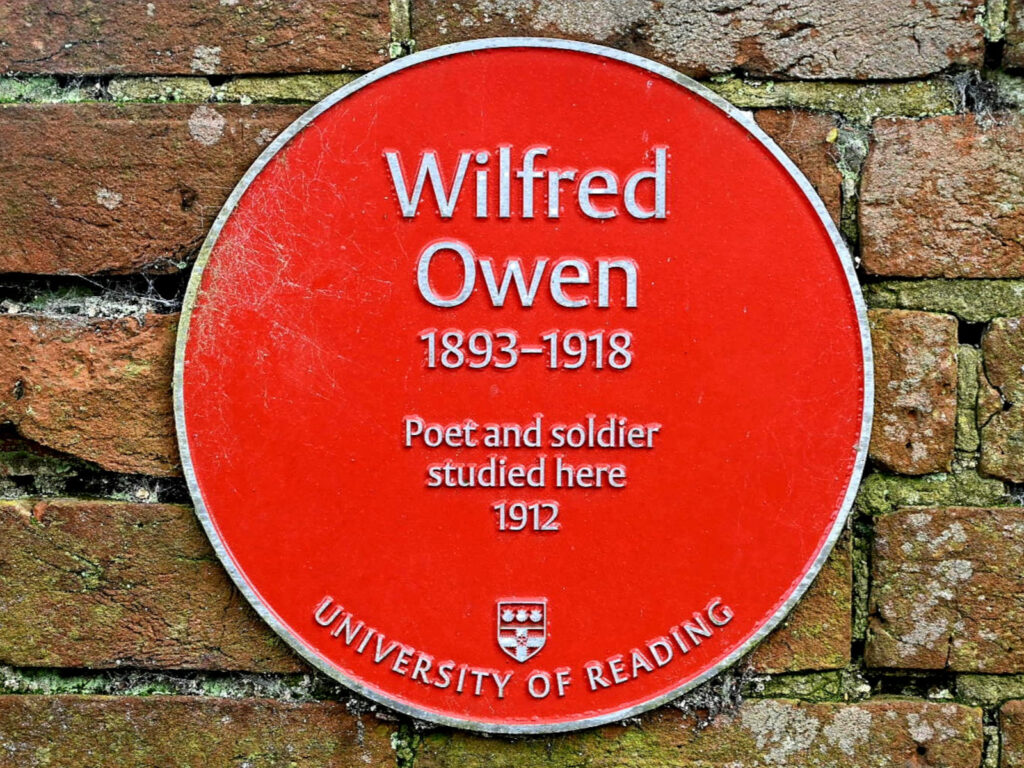 Wilfred
Owen
1893–1918
Poet and soldier
studied here
1912
UNIVERSITY OF READING